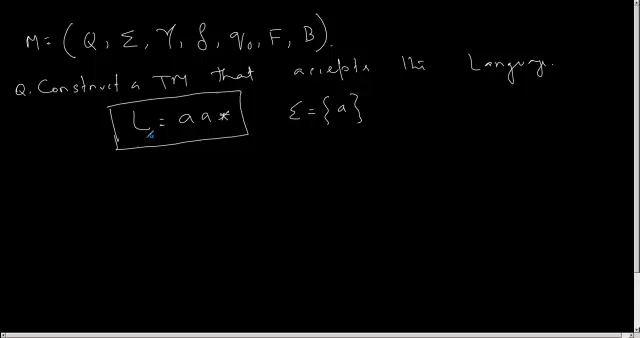 M = ( Q, Σ, γ, δ, q₀, F, B ).
Q. Construct a TM that accepts the Language.
L = aa* Σ = {a}